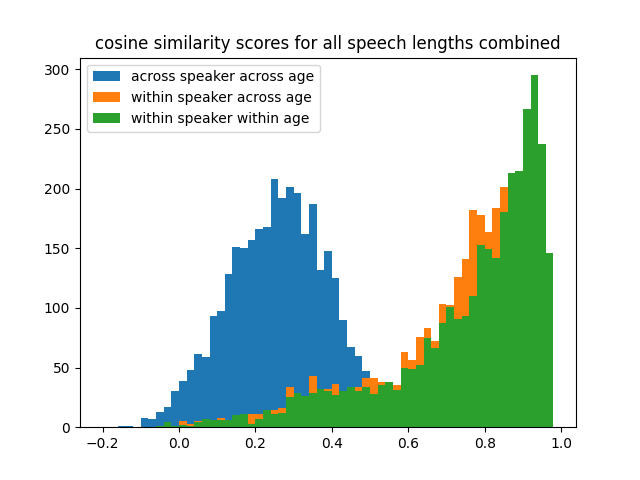 cosine similarity scores for all speech lengths combined
across speaker across age
within speaker across age
within speaker within age
300
250
200
150
100
50
0
−0.2 0.0 0.2 0.4 0.6 0.8 1.0